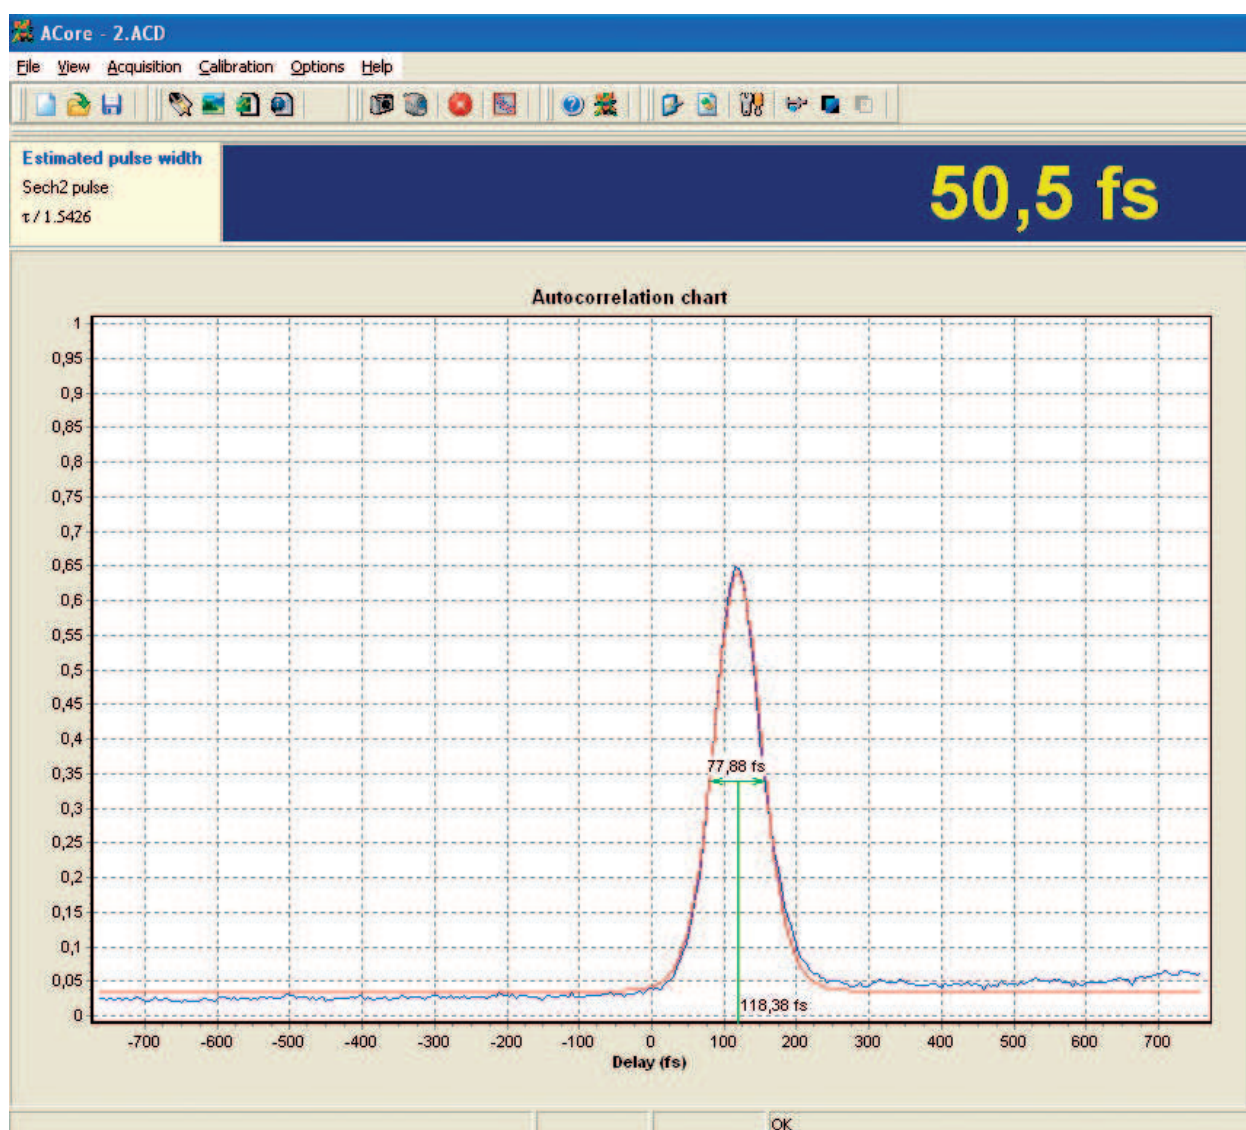 ACore - 2.ACD
File View Acquisition Calibration Options Help
Estimated pulse width
Sech2 pulse
τ / 1.5426
50,5 fs
Autocorrelation chart
1
0,95
0,9
0,85
0,8
0,75
0,7
0,65
0,6
0,55
0,5
0,45
0,4
0,35
0,3
0,25
0,2
0,15
0,1
0,05
0
77,88 fs
118,38 fs
-700 -600 -500 -400 -300 -200 -100 0 100 200 300 400 500 600 700
Delay (fs)
OK